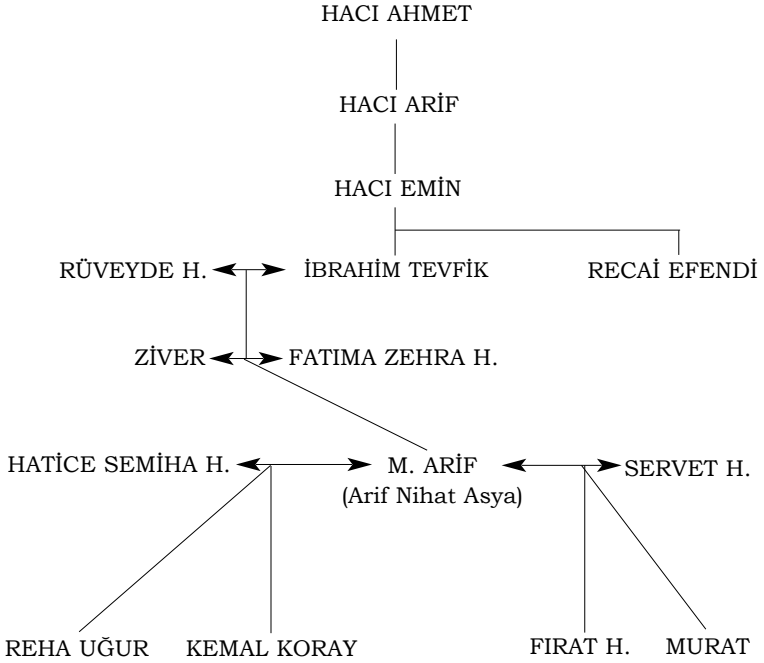 HACI AHMET
HACI ARİF
HACI EMİN
RÜVEYDE H. İBRAHİM TEVFİK RECAİ EFENDİ
ZİVER FATIMA ZEHRA H.
HATİCE SEMİHA H. M. ARİF SERVET H.
(Arif Nihat Asya)
REHA UĞUR KEMAL KORAY FIRAT H. MURAT